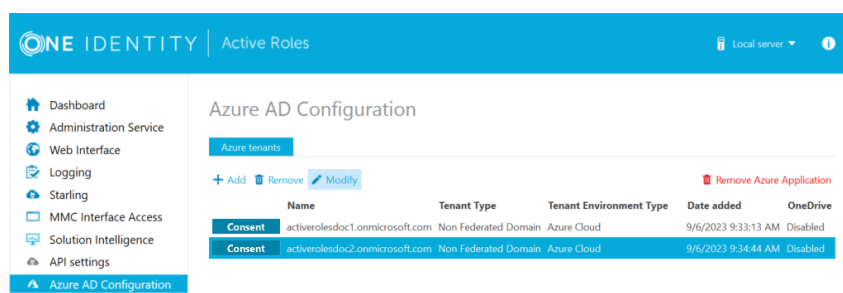 ONE IDENTITY Active Roles Local server
Dashboard
Administration Service
Web Interface
Logging
Starling
MMC Interface Access
Solution Intelligence
API settings
Azure AD Configuration
Azure AD Configuration
Azure tenants
Add Remove Modify Remove Azure Application
Name Tenant Type Tenant Environment Type Date added OneDrive
Consent activerolesdoc1.onmicrosoft.com Non Federated Domain Azure Cloud 9/6/2023 9:33:13 AM Disabled
Consent activerolesdoc2.onmicrosoft.com Non Federated Domain Azure Cloud 9/6/2023 9:34:44 AM Disabled